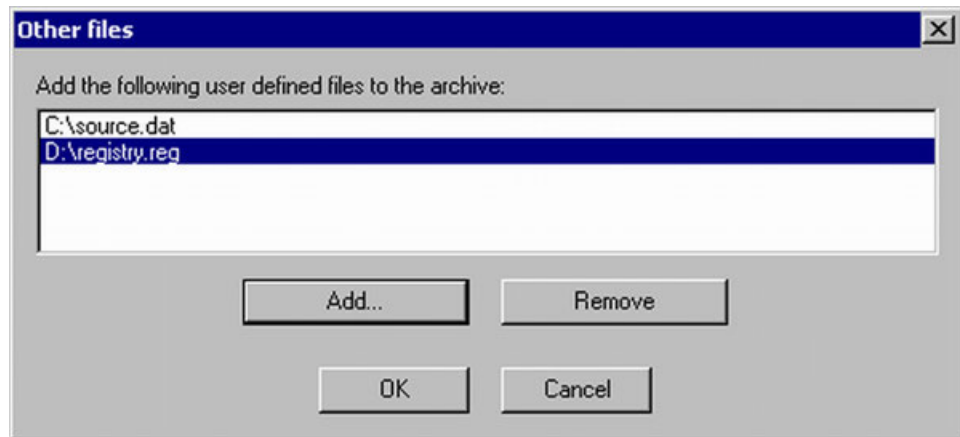 Other files
Add the following user defined files to the archive:
C:\source.dat
D:\registry.reg
Add... Remove
OK Cancel